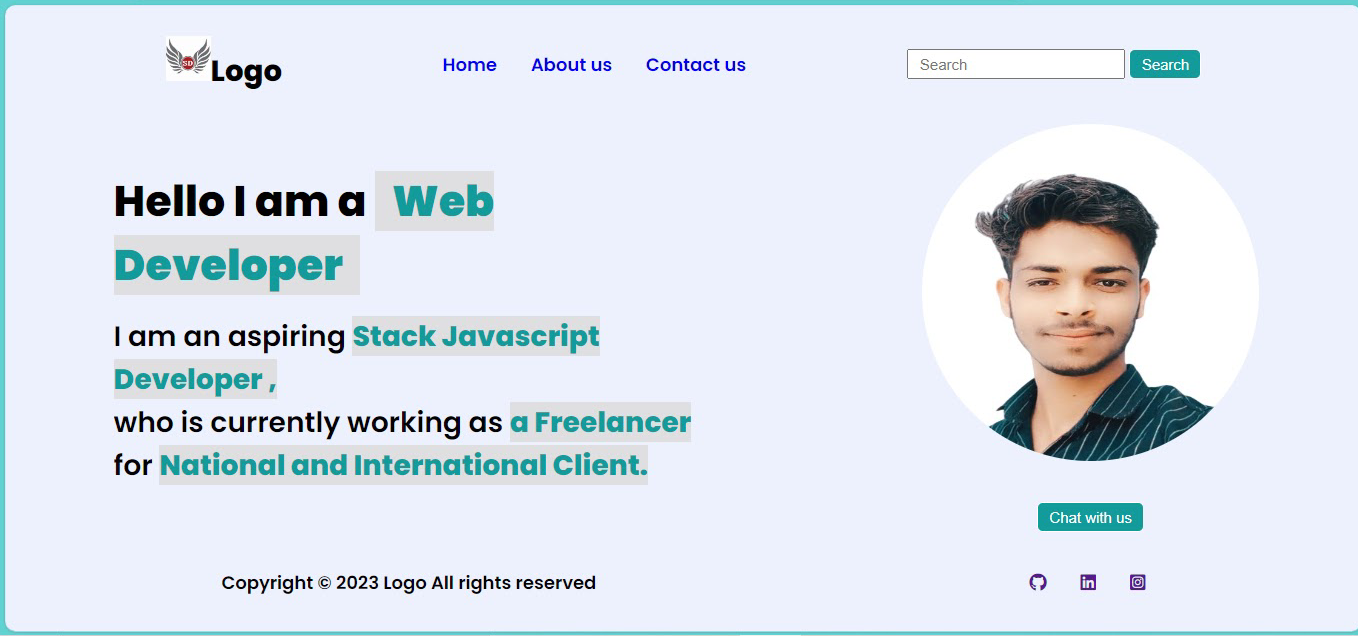 SD
Logo
Home About us Contact us
Search Search
Hello I am a Web
Developer
I am an aspiring Stack Javascript
Developer ,
who is currently working as a Freelancer
for National and International Client.
Chat with us
Copyright © 2023 Logo All rights reserved